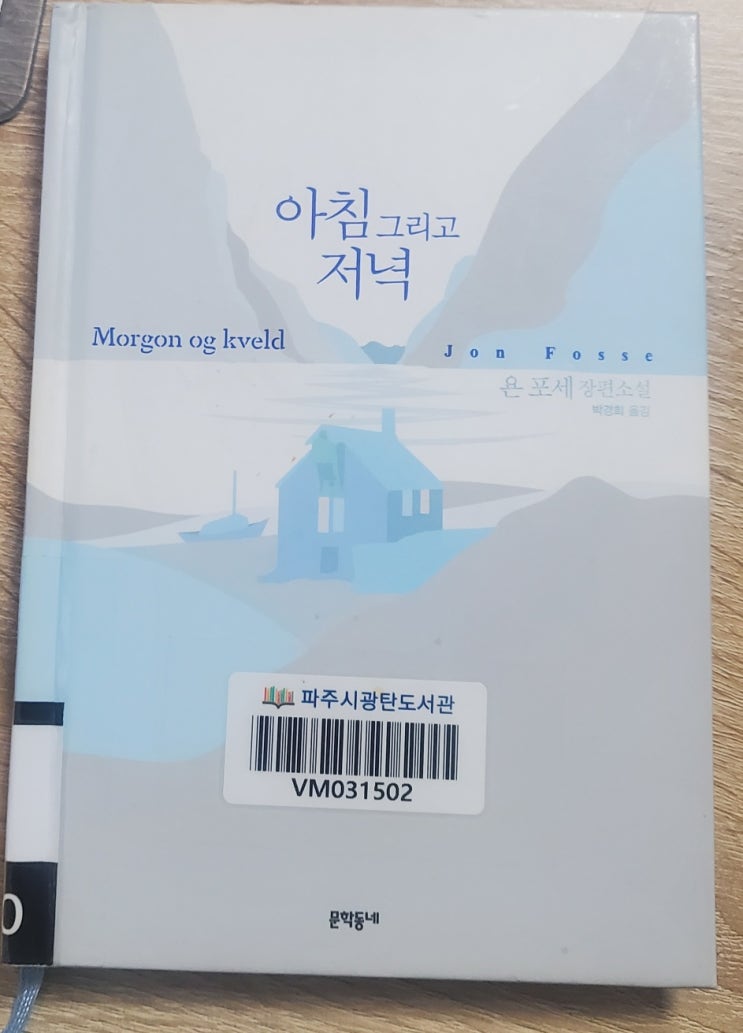 아침 그리고
저녁
Morgon og kveld
Jon Fosse
욘 포세 장편소설
박경희 옮김
파주시광탄도서관
VM031502
문학동네
0